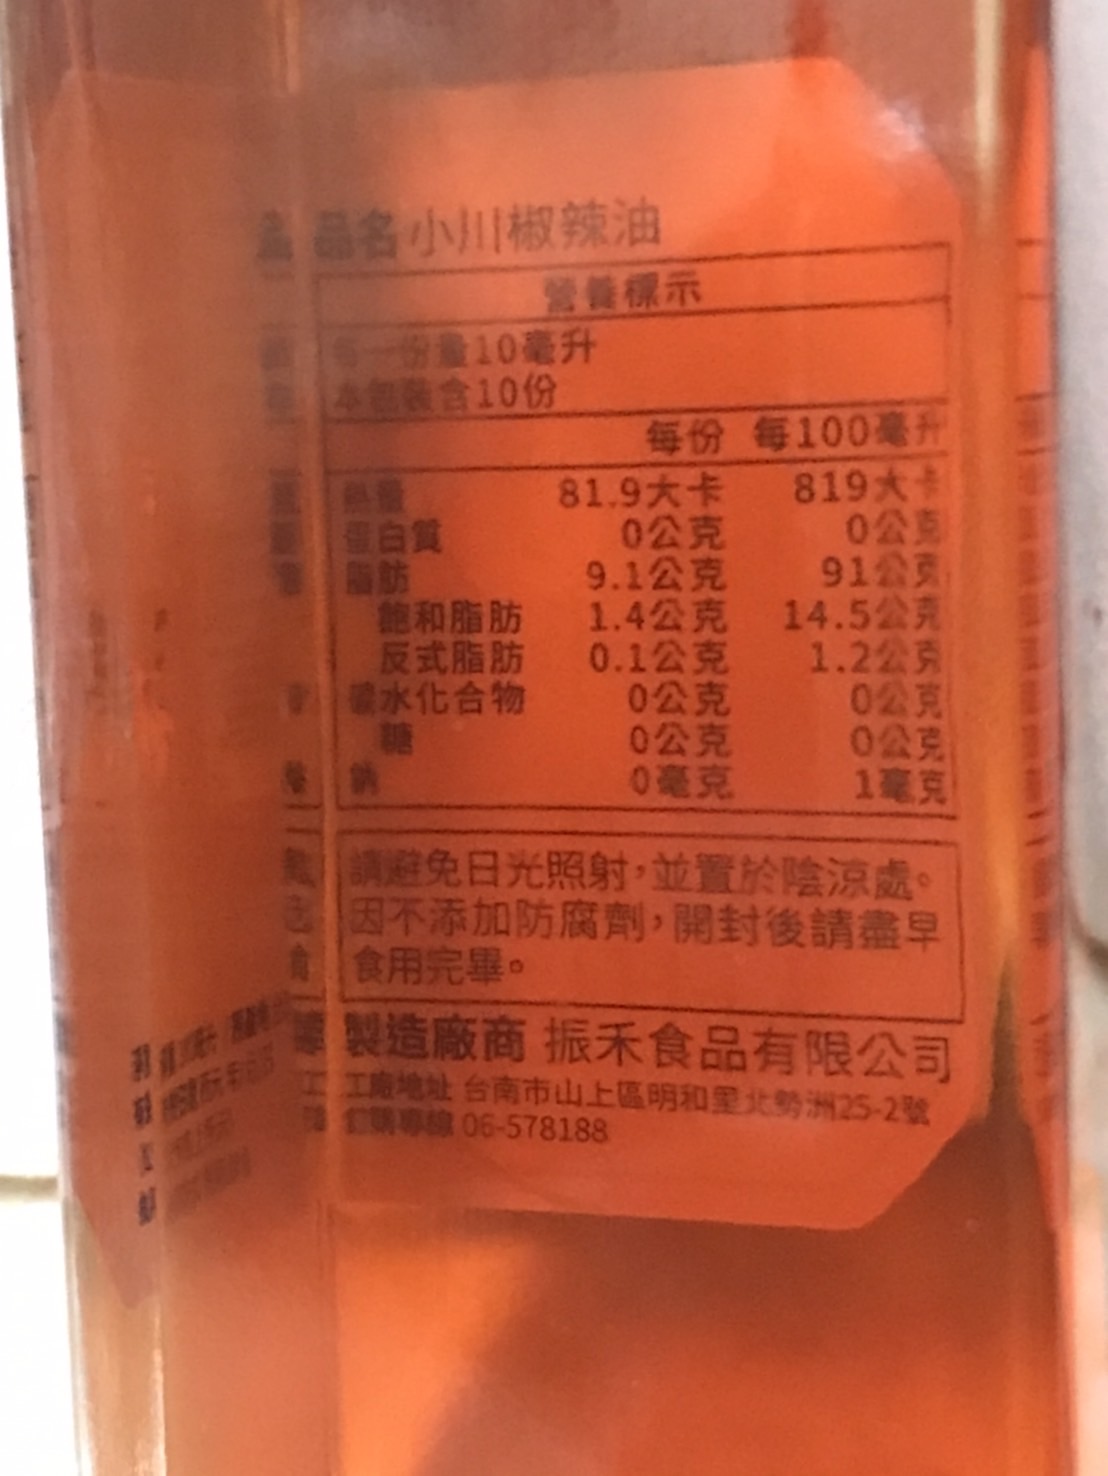 品名 小川椒辣油
營養標示
每一份量10毫升
本包裝含10份
每份 每100毫升
熱量 81.9大卡 819大卡
蛋白質 0公克 0公克
脂肪 9.1公克 91公克
飽和脂肪 1.4公克 14.5公克
反式脂肪 0.1公克 1.2公克
碳水化合物 0公克 0公克
糖 0公克 0公克
鈉 0毫克 1毫克
請避免日光照射，並置於陰涼處。
因不添加防腐劑，開封後請盡早
食用完畢。
製造廠商 振禾食品有限公司
工廠地址 台南市山上區明和里北勢洲25-2號
訂購專線 06-578188